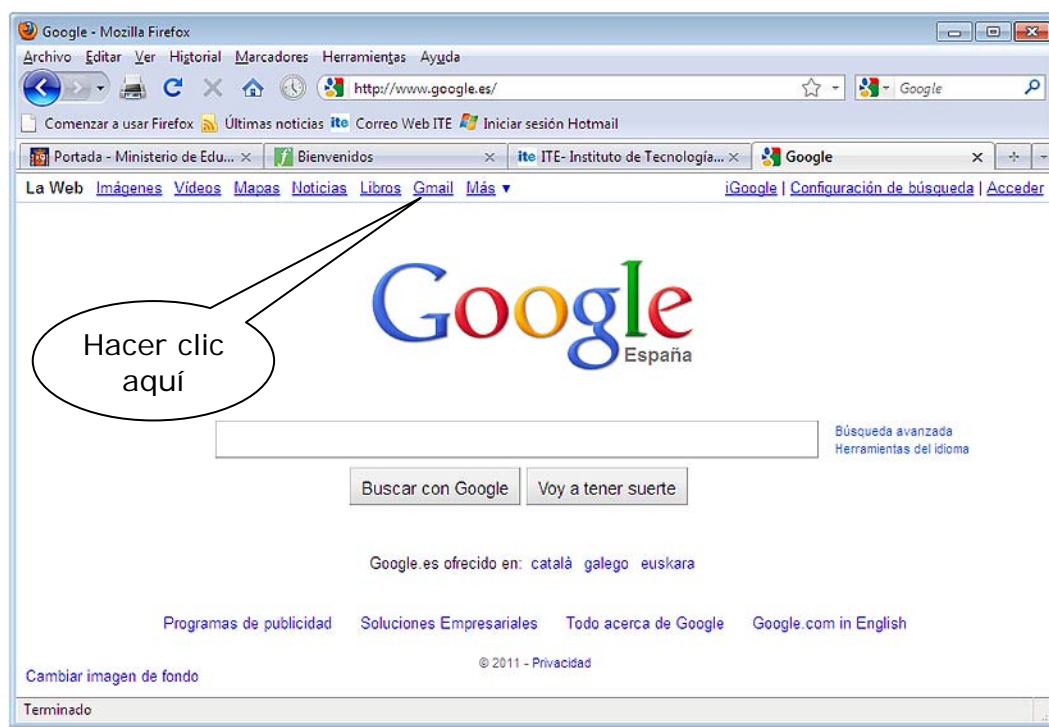 Google - Mozilla Firefox
Archivo Editar Ver Historial Marcadores Herramientas Ayuda
http://www.google.es/ Google
Comenzar a usar Firefox Últimas noticias ite Correo Web ITE Iniciar sesión Hotmail
Portada - Ministerio de Edu... Bienvenidos ite ITE- Instituto de Tecnología... Google
La Web Imágenes Vídeos Mapas Noticias Libros Gmail Más ▼ iGoogle | Configuración de búsqueda | Acceder
Google
España
Hacer clic
aquí
Búsqueda avanzada
Herramientas del idioma
Buscar con Google Voy a tener suerte
Google.es ofrecido en: català galego euskara
Programas de publicidad Soluciones Empresariales Todo acerca de Google Google.com in English
© 2011 - Privacidad
Cambiar imagen de fondo
Terminado